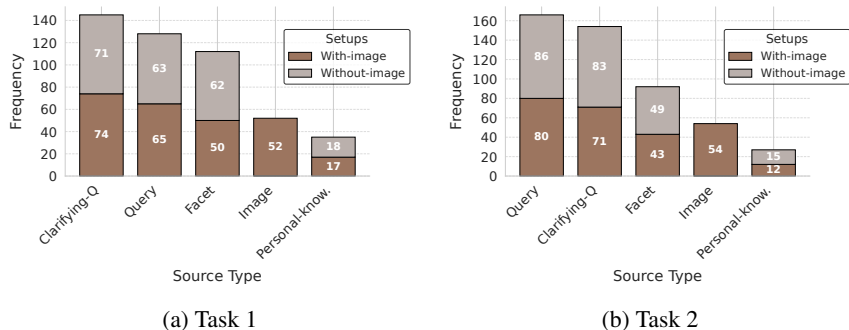 Frequency
140
120
100
80
60
40
20
0
Setups
With-image
Without-image
71
63
62
18
74
65
50
52
17
Clarifying-Q
Query
Facet
Image
Personal-know.
Source Type
(a) Task 1
Frequency
160
140
120
100
80
60
40
20
0
Setups
With-image
Without-image
86
83
49
15
80
71
43
54
12
Query
Clarifying-Q
Facet
Image
Personal-know.
Source Type
(b) Task 2